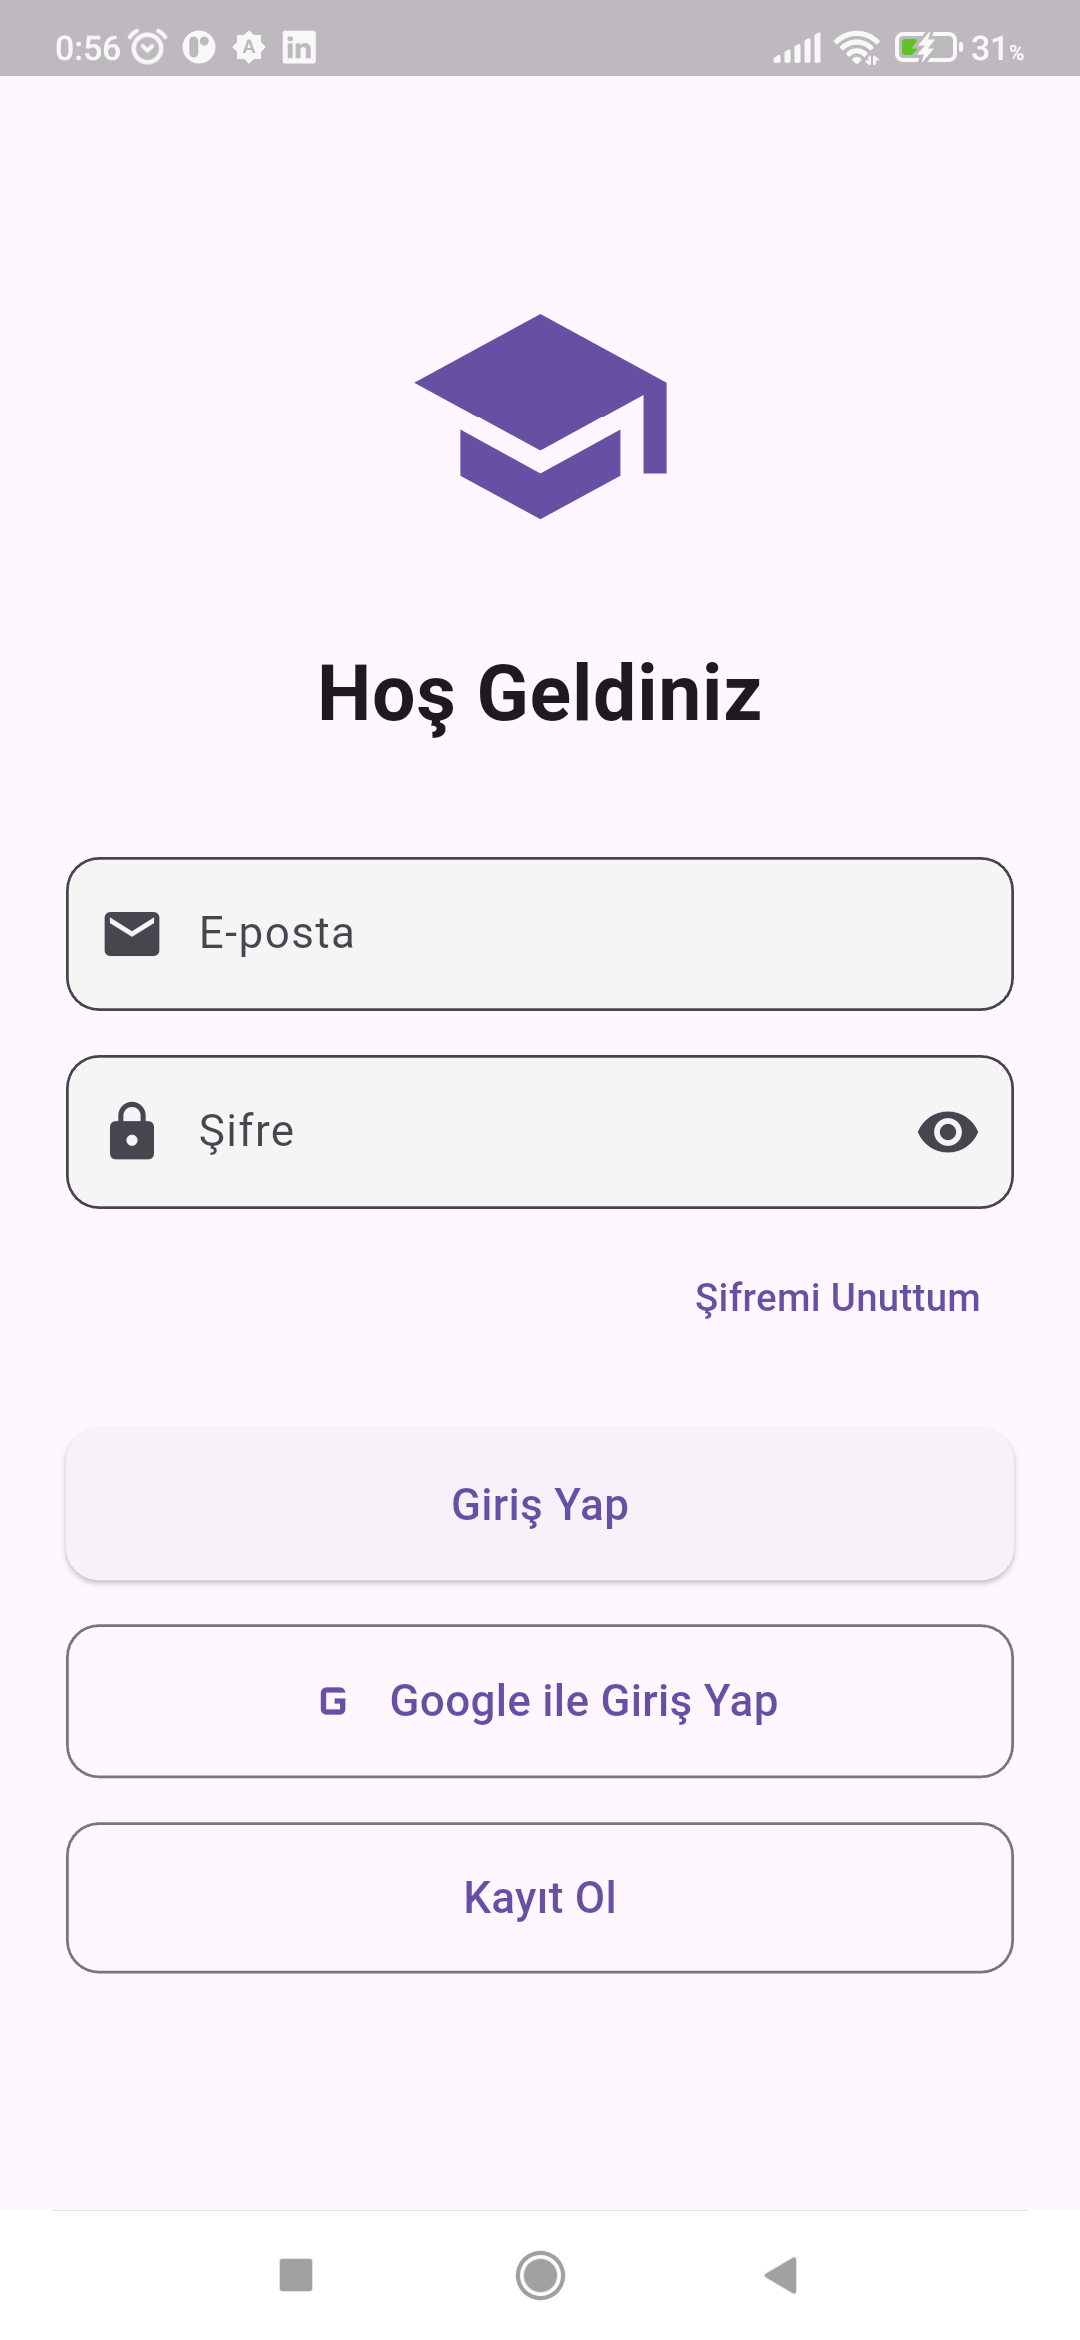 0:56 31%
Hoş Geldiniz
E-posta
Şifre
Şifremi Unuttum
Giriş Yap
G Google ile Giriş Yap
Kayıt Ol